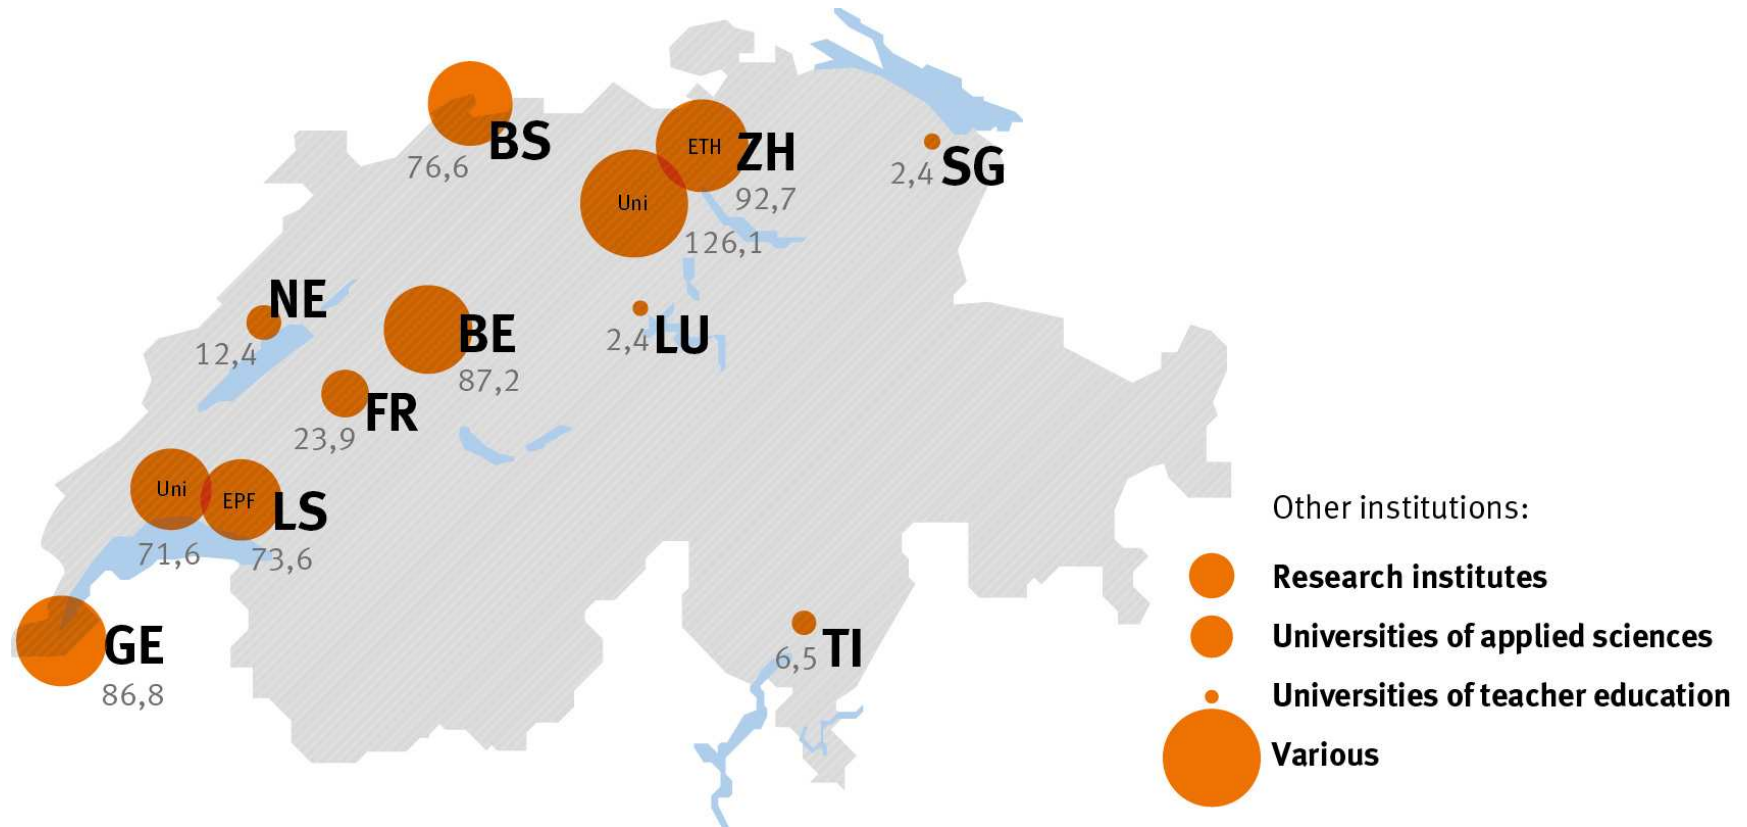 BS
76,6
ETH
ZH
92,7
Uni
126,1
SG
2,4
NE
12,4
BE
87,2
LU
2,4
FR
23,9
Uni
EPF
LS
71,6
73,6
GE
86,8
TI
6,5
Other institutions:
Research institutes
Universities of applied sciences
Universities of teacher education
Various